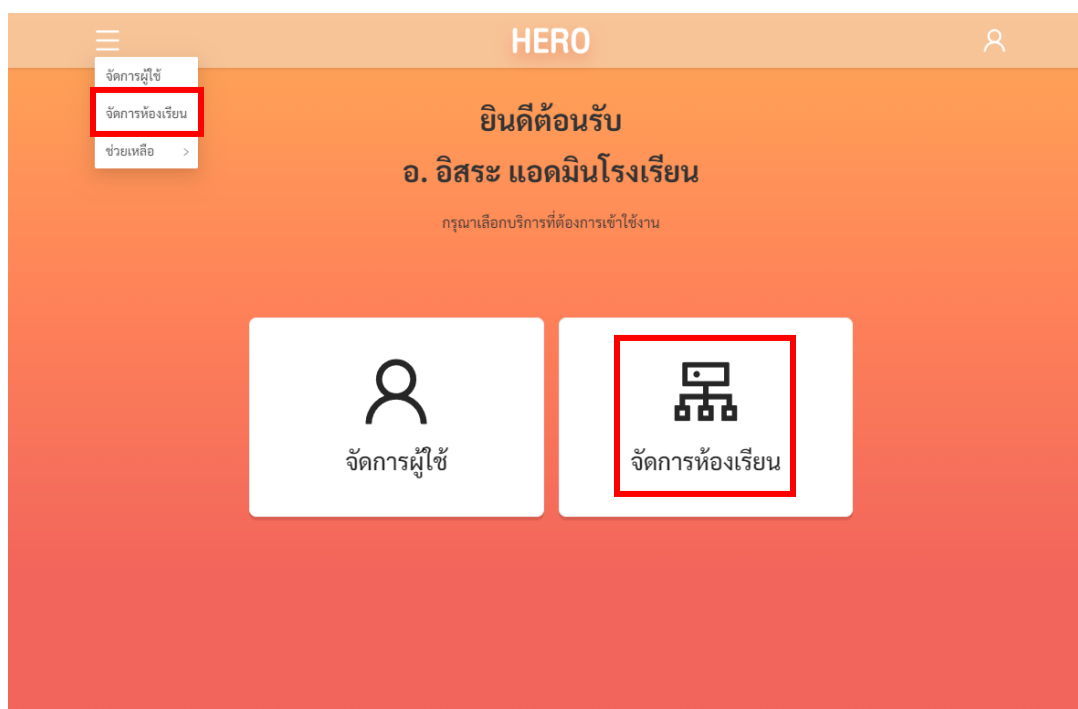 HERO
จัดการผู้ใช้
จัดการห้องเรียน
ช่วยเหลือ >
ยินดีต้อนรับ
อ. อิสระ แอดมินโรงเรียน
กรุณาเลือกบริการที่ต้องการเข้าใช้งาน
จัดการผู้ใช้
จัดการห้องเรียน